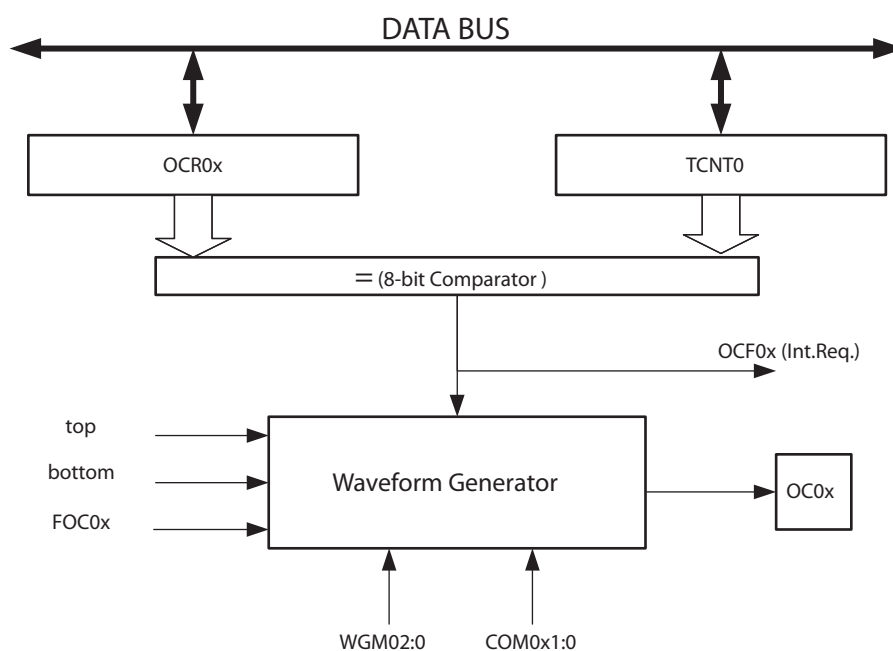 DATA BUS
OCR0x
TCNT0
= (8-bit Comparator )
OCF0x (Int.Req.)
top
bottom
FOC0x
Waveform Generator
OC0x
WGM02:0
COM0x1:0